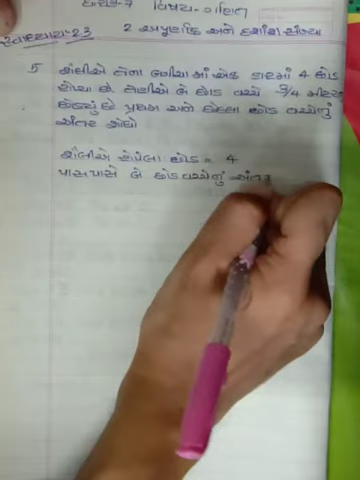 ધોરણ-7 વિષય-ગણિત
સ્વાધ્યાય-2.3 2 અપૂર્ણાંક અને દશાંશ સંખ્યા
5 શૈલીએ તેના બગીચામાં એક હારમાં 4 છોડ
રોપ્યા છે. તેણીએ બે છોડ વચ્ચે 3/4 મીટર
છે પ્રથમ અને છેલ્લા છોડ વચ્ચેનું
અંતર શોધો
શૈલીએ રોપેલા છોડ = 4
પાસપાસે બે છોડ વચ્ચેનું અંતર